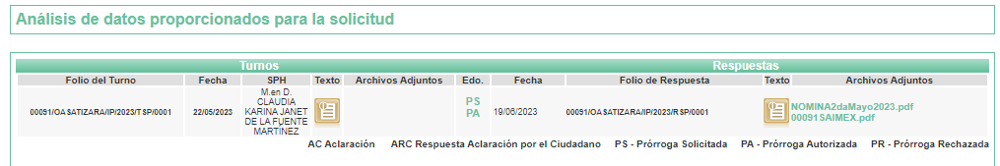 Análisis de datos proporcionados para la solicitud
Turnos Respuestas
Folio del Turno Fecha SPH Texto Archivos Adjuntos Edo. Fecha Folio de Respuesta Texto Archivos Adjuntos
00091/OASATIZARA/IP/2023/TSP/0001 22/05/2023 M.en D. CLAUDIA KARINA JANET DE LA FUENTE MARTÍNEZ PS PA 19/06/2023 00091/OASATIZARA/IP/2023/RSP/0001 NOMINA2daMayo2023.pdf 00091SAIMEX.pdf
AC Aclaración ARC Respuesta Aclaración por el Ciudadano PS - Prórroga Solicitada PA - Prórroga Autorizada PR - Prórroga Rechazada